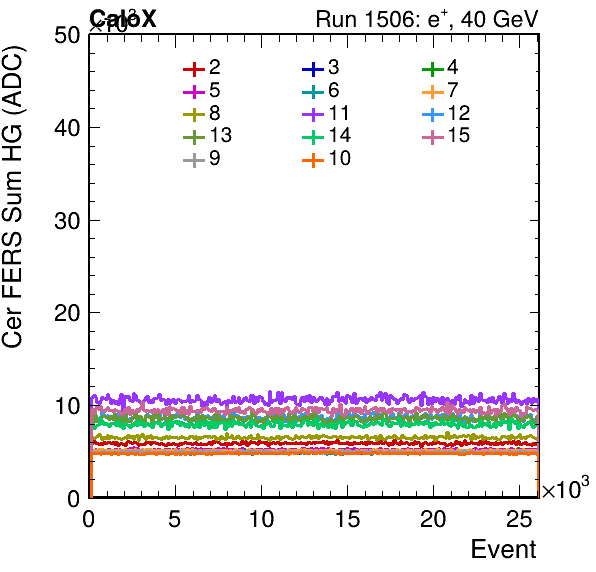 CaloX
×10³
Run 1506: e⁺, 40 GeV
Cer FERS Sum HG (ADC)
50
40
30
20
10
0
2 3 4
5 6 7
8 11 12
13 14 15
9 10
0 5 10 15 20 25
×10³
Event